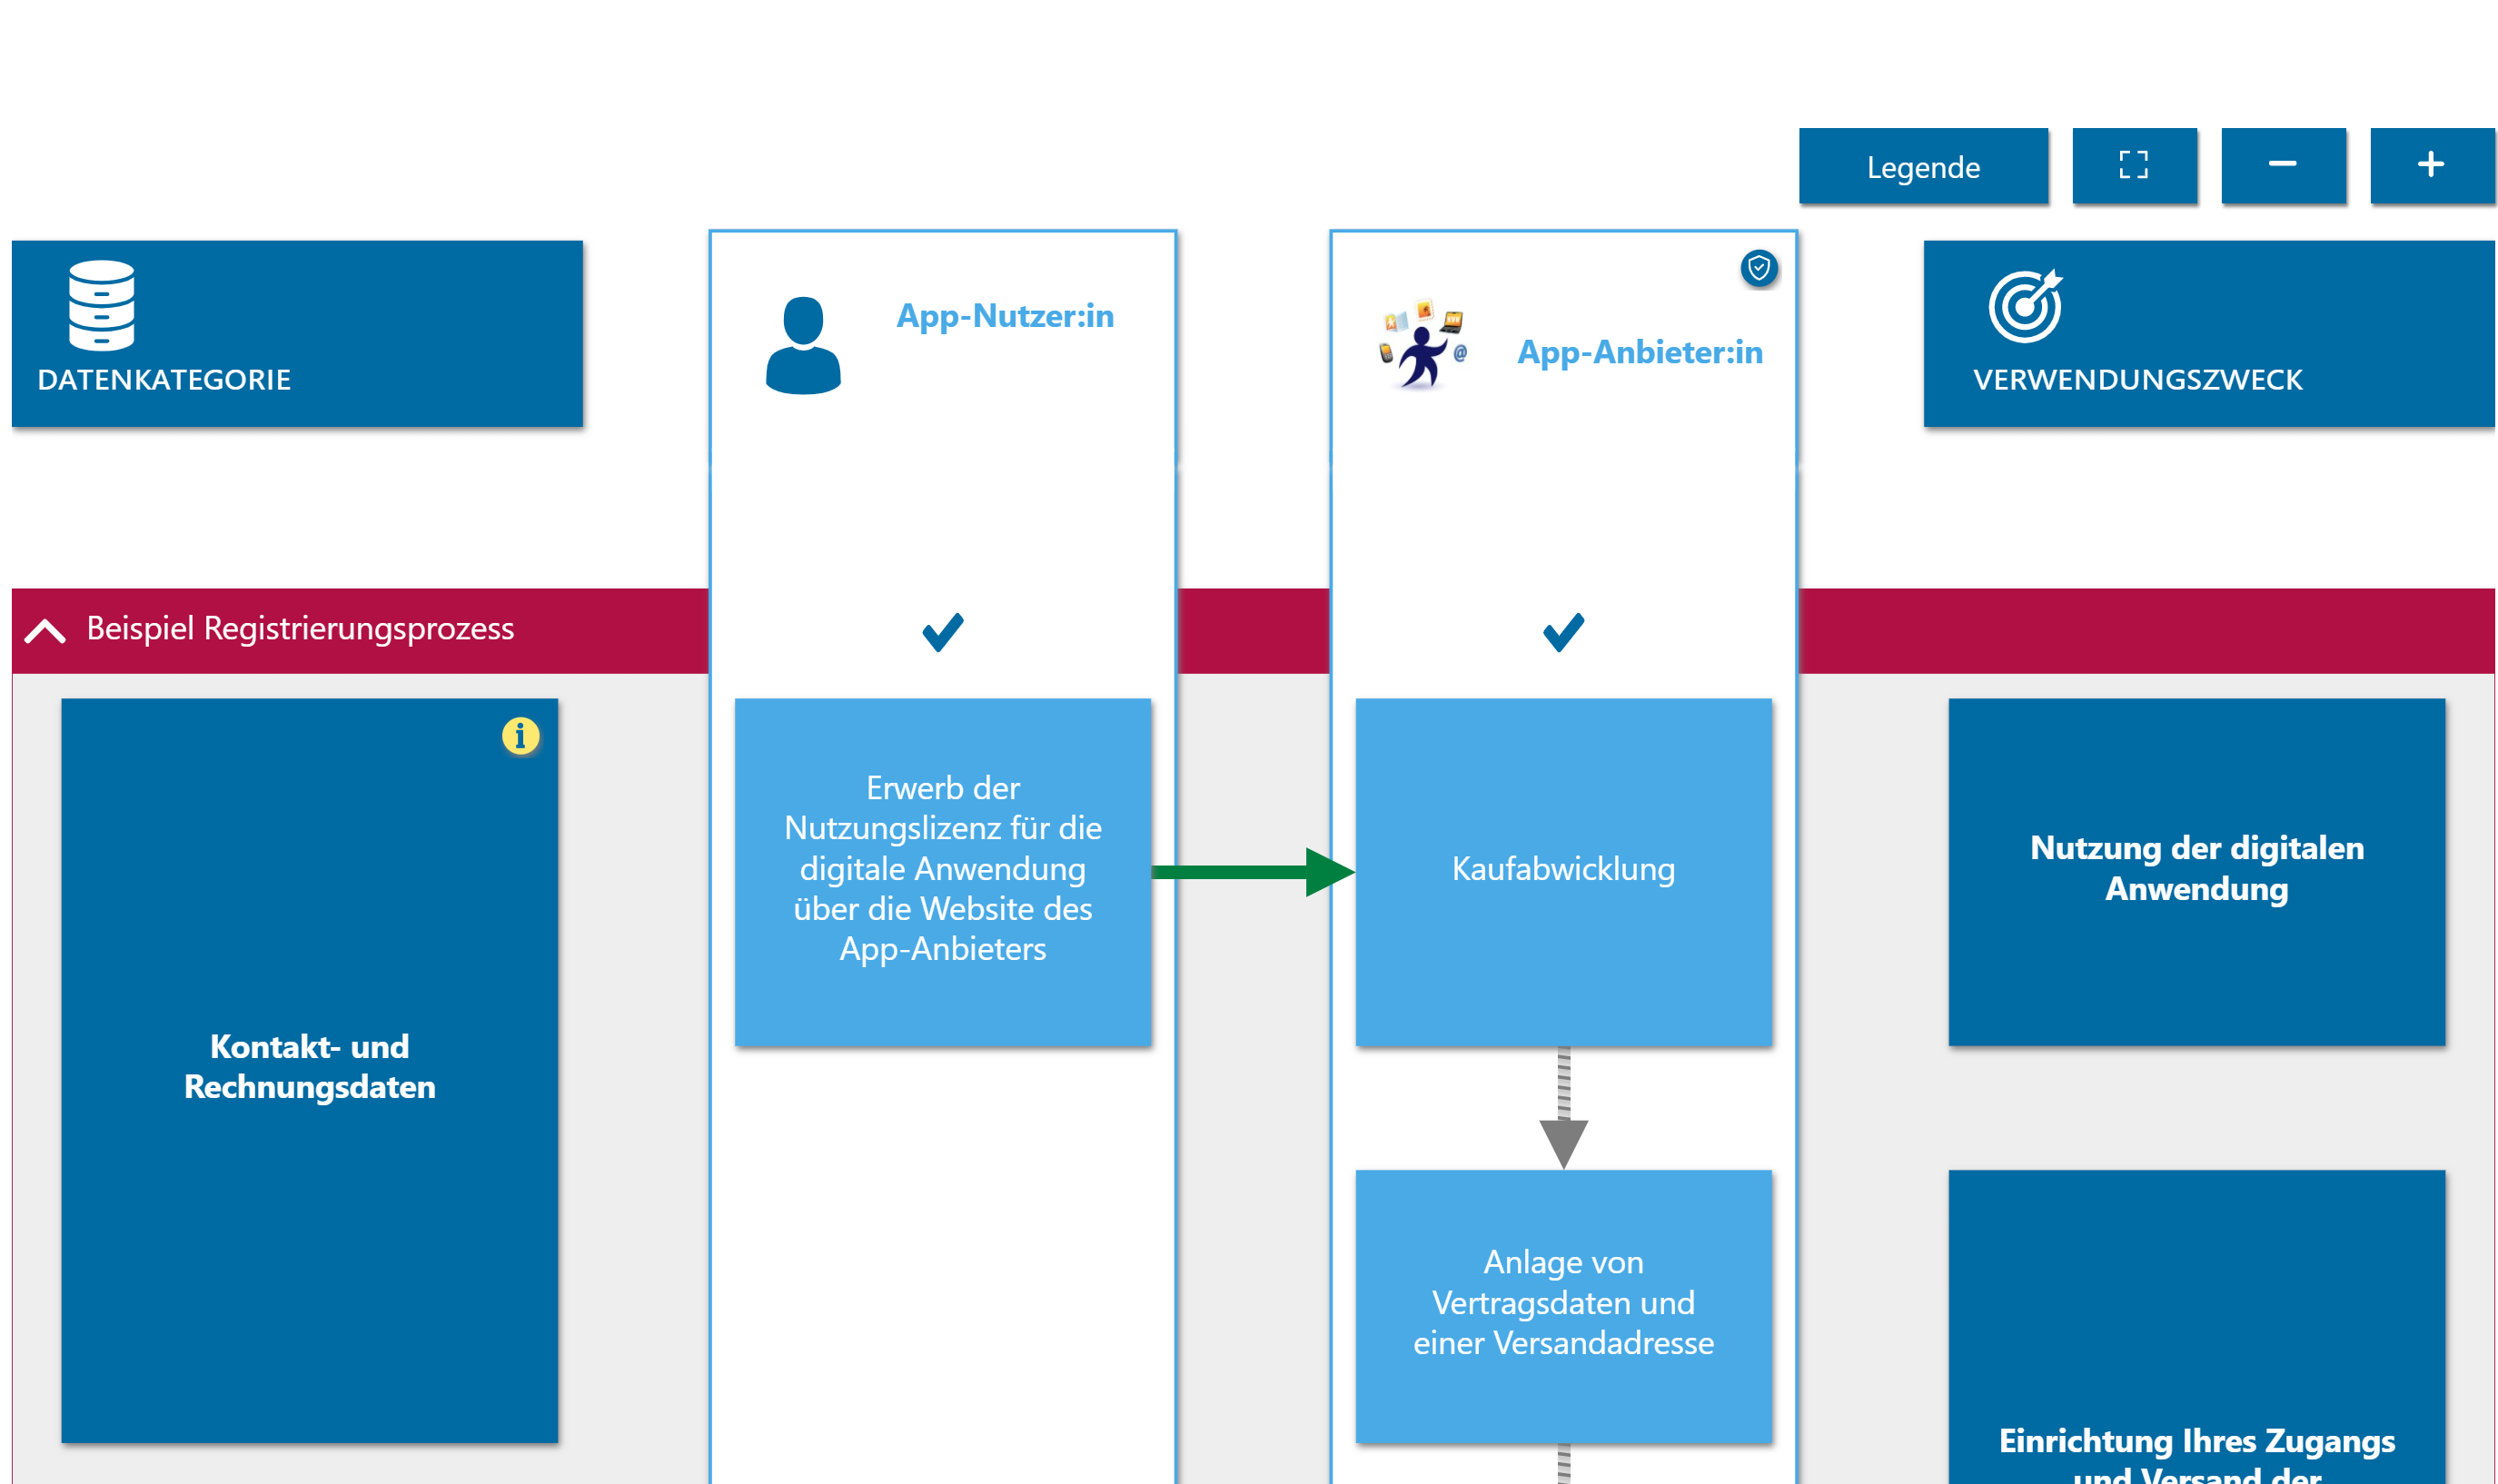 Legende
DATENKATEGORIE
App-Nutzer:in
App-Anbieter:in
VERWENDUNGSZWECK
Beispiel Registrierungsprozess
Kontakt- und
Rechnungsdaten
Erwerb der
Nutzungslizenz für die
digitale Anwendung
über die Website des
App-Anbieters
Kaufabwicklung
Nutzung der digitalen
Anwendung
Anlage von
Vertragsdaten und
einer Versandadresse
Einrichtung Ihres Zugangs
und Versand der